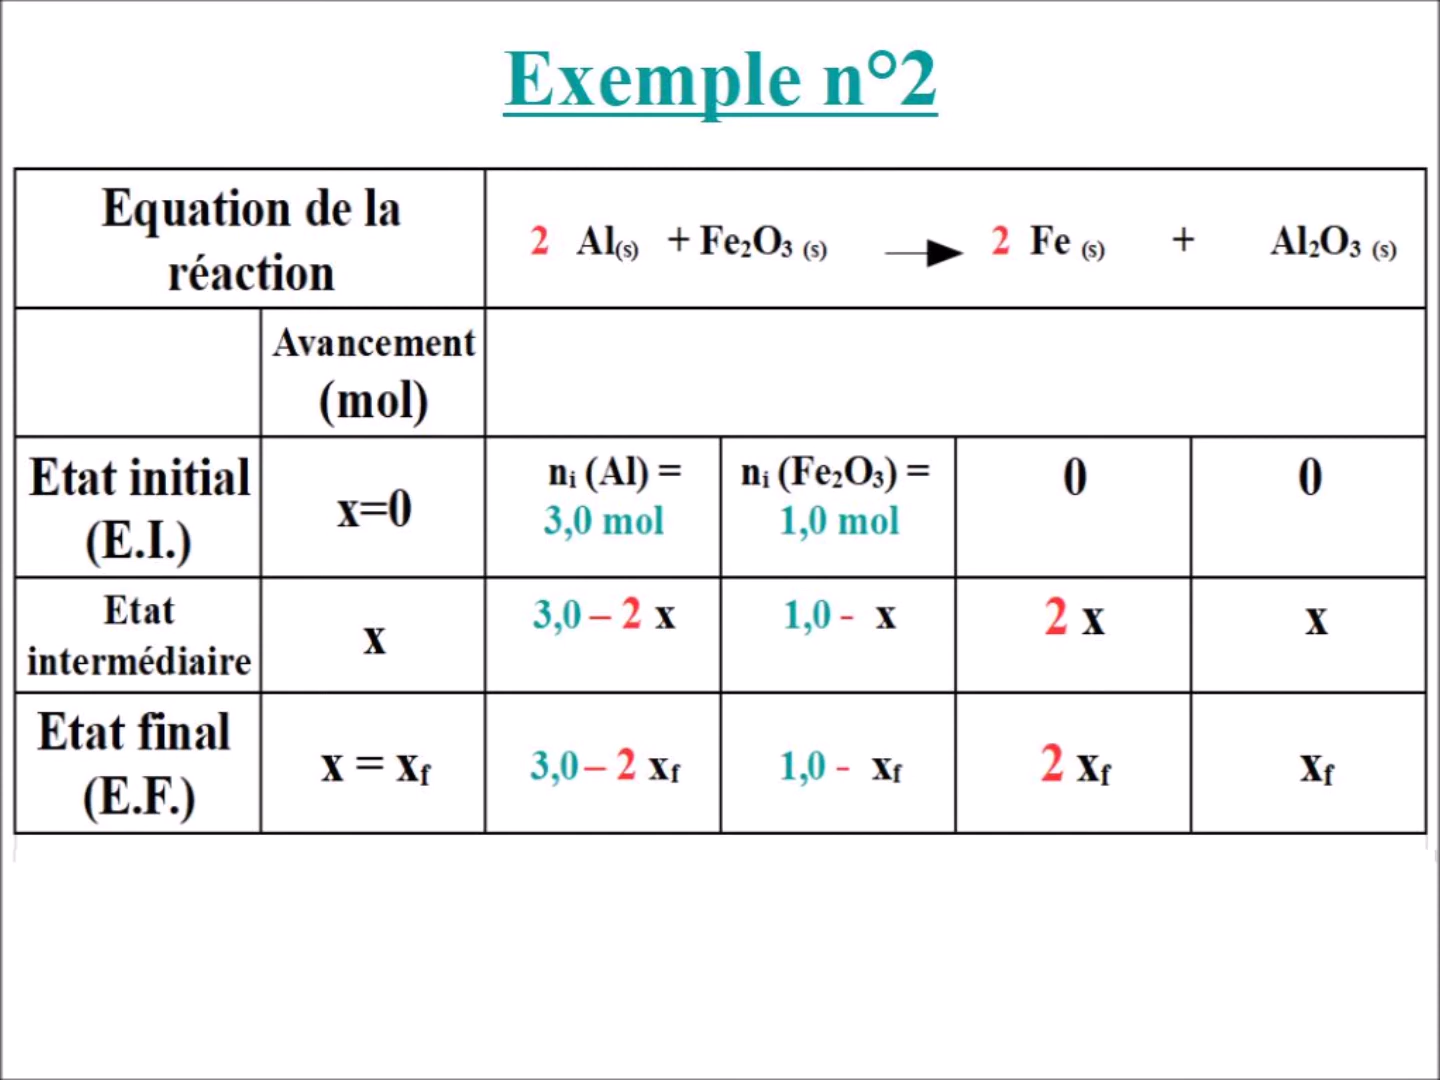 Exemple n°2
Equation de la
réaction
2 Al(s) + Fe₂O₃ (s) → 2 Fe (s) + Al₂O₃ (s)
Avancement
(mol)
Etat initial
(E.I.)
x=0
nᵢ (Al) =
3,0 mol
nᵢ (Fe₂O₃) =
1,0 mol
0
0
Etat
intermédiaire
x
3,0 – 2 x
1,0 - x
2 x
x
Etat final
(E.F.)
x = xf
3,0 – 2 xf
1,0 - xf
2 xf
xf